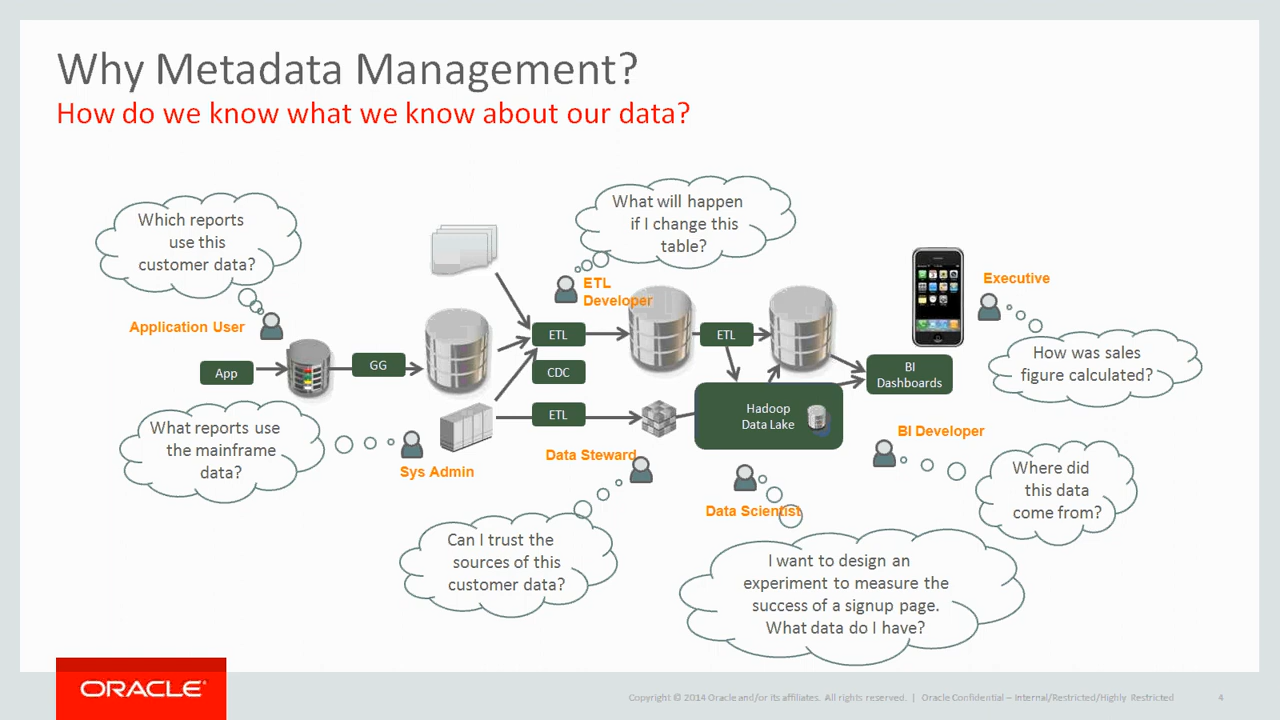 Why Metadata Management?
How do we know what we know about our data?
Which reports
use this
customer data?
Application User
What will happen
if I change this
table?
ETL
Developer
Executive
How was sales
figure calculated?
App
GG
ETL
CDC
ETL
ETL
BI
Dashboards
Hadoop
Data Lake
What reports use
the mainframe
data?
Sys Admin
Data Steward
Can I trust the
sources of this
customer data?
Data Scientist
I want to design an
experiment to measure the
success of a signup page.
What data do I have?
BI Developer
Where did
this data
come from?
ORACLE®
Copyright © 2014 Oracle and/or its affiliates. All rights reserved. | Oracle Confidential – Internal/Restricted/Highly Restricted
4